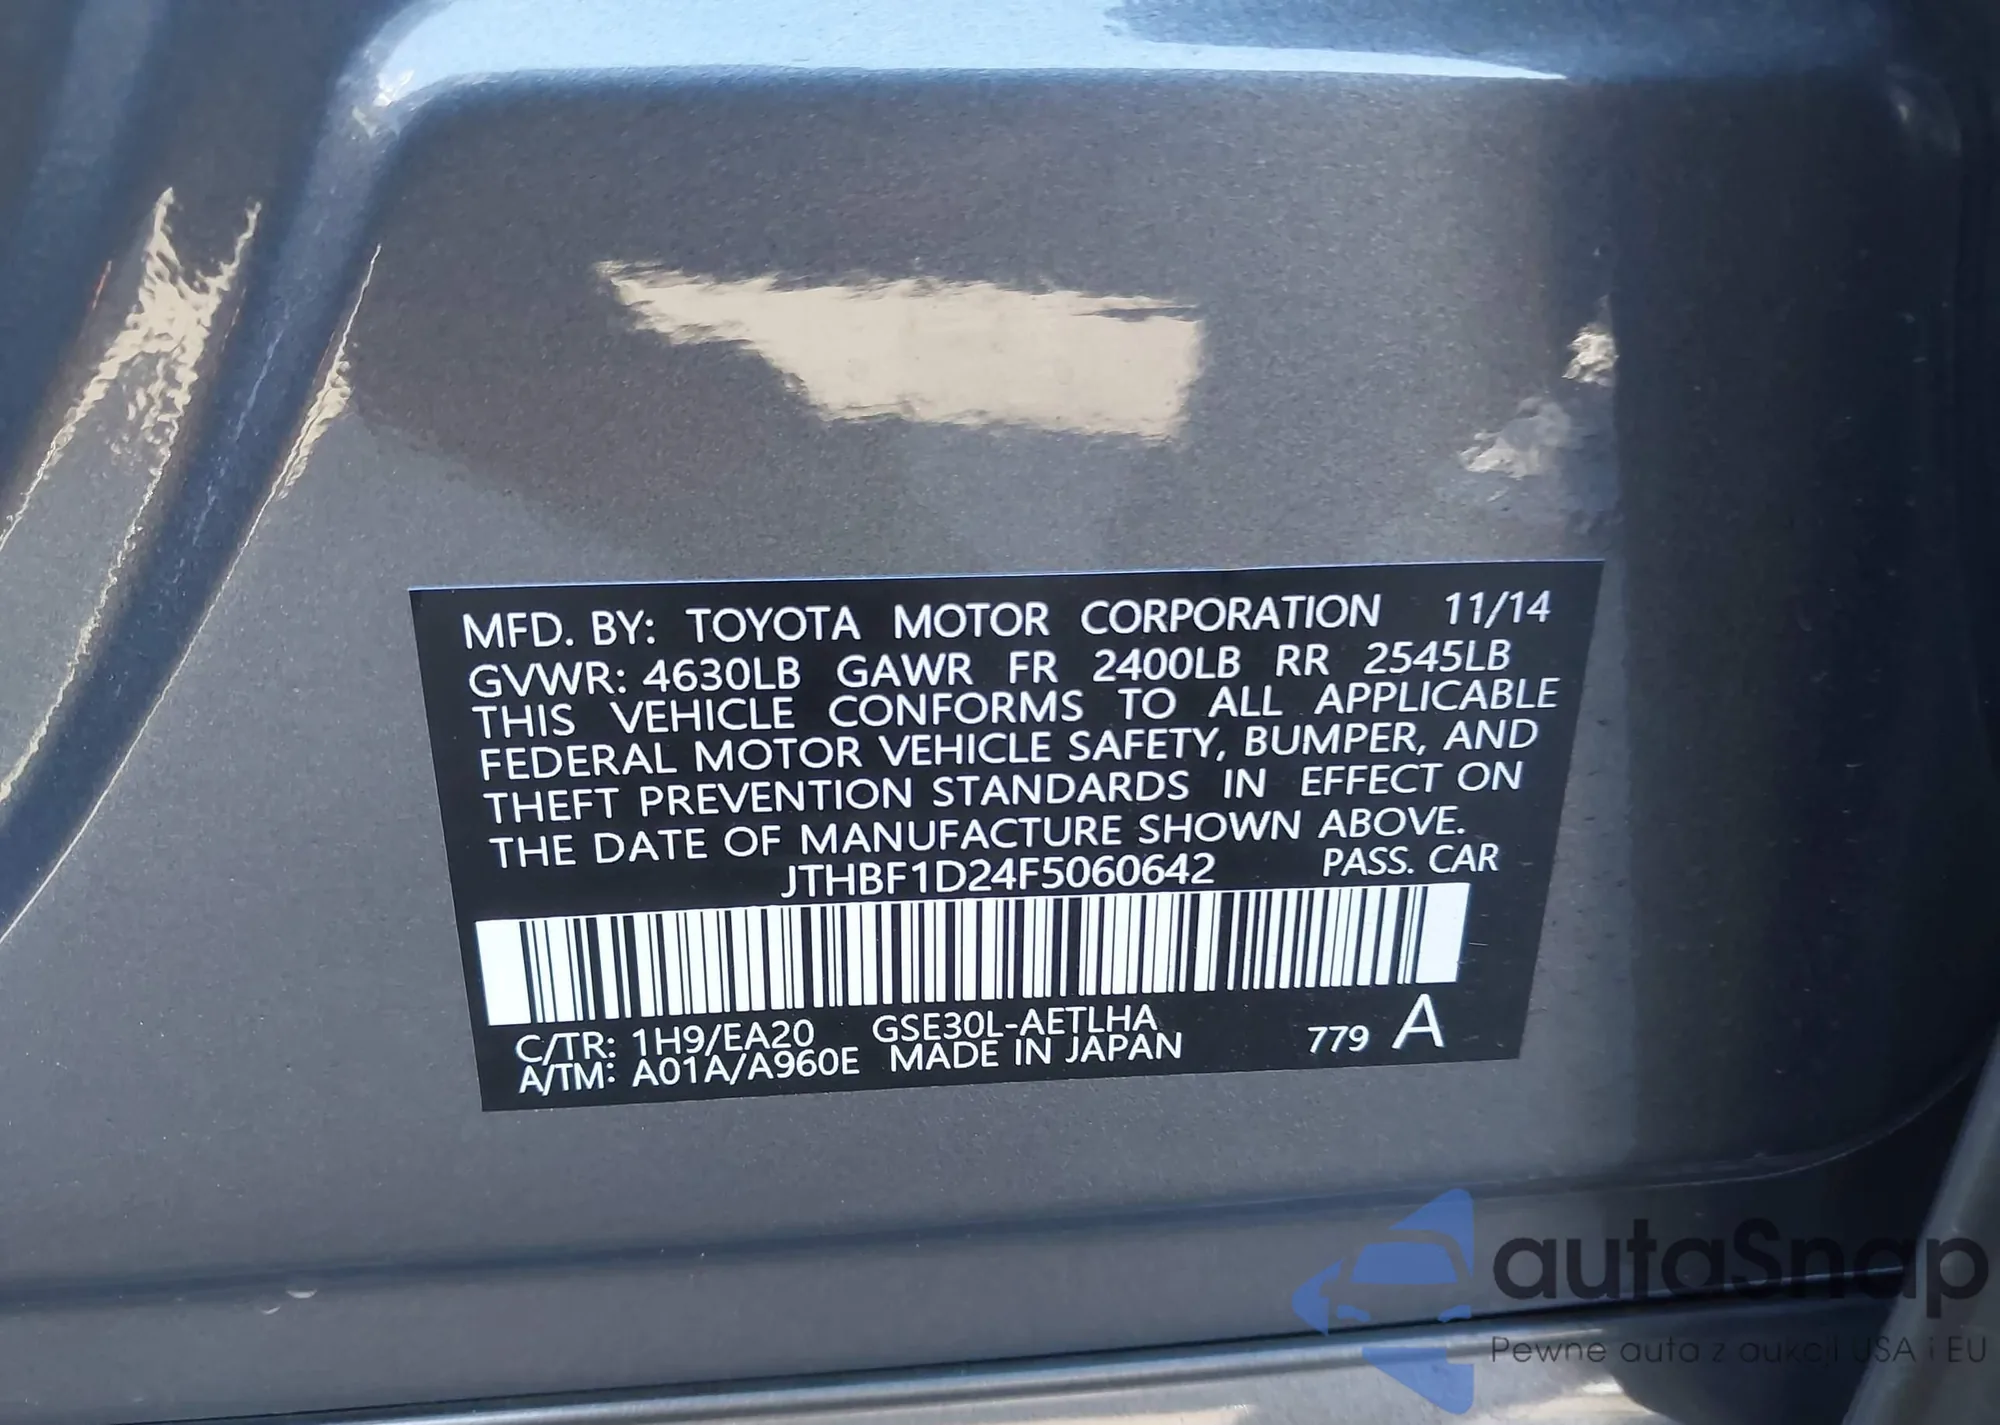 MFD. BY: TOYOTA MOTOR CORPORATION 11/14
GVWR: 4630LB GAWR FR 2400LB RR 2545LB
THIS VEHICLE CONFORMS TO ALL APPLICABLE
FEDERAL MOTOR VEHICLE SAFETY, BUMPER, AND
THEFT PREVENTION STANDARDS IN EFFECT ON
THE DATE OF MANUFACTURE SHOWN ABOVE.
JTHBF1D24F5060642 PASS. CAR
C/TR: 1H9/EA20 GSE30L-AETLHA
A/TM: A01A/A960E MADE IN JAPAN 779 A
autaSnap
Pewne auta z aukcji USA i EU